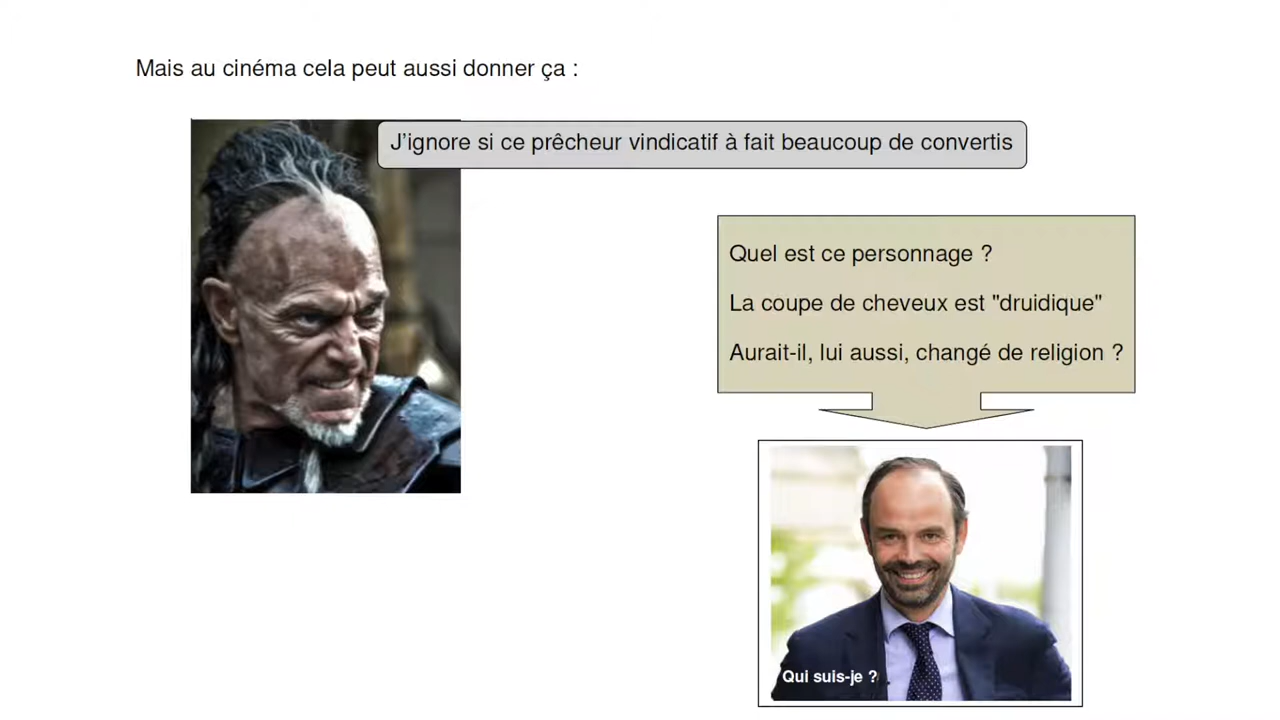 Mais au cinéma cela peut aussi donner ça :
J'ignore si ce prêcheur vindicatif à fait beaucoup de convertis
Quel est ce personnage ?
La coupe de cheveux est "druidique"
Aurait-il, lui aussi, changé de religion ?
Qui suis-je ?